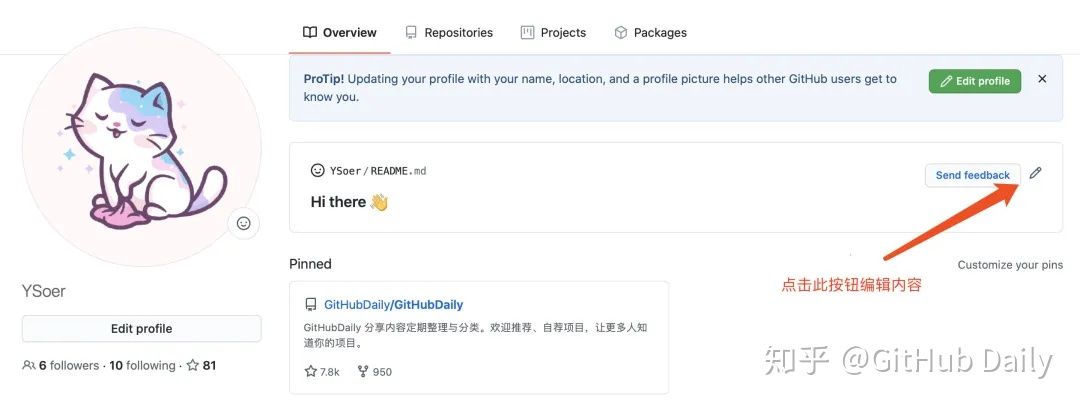 Overview Repositories Projects Packages
ProTip! Updating your profile with your name, location, and a profile picture helps other GitHub users get to
know you.
Edit profile
YSoer/README.md
Send feedback
Hi there 👋
点击此按钮编辑内容
Pinned
Customize your pins
GitHubDaily/GitHubDaily
GitHubDaily 分享内容定期整理与分类。欢迎推荐、自荐项目，让更多人知
道你的项目。
7.8k 950
YSoer
Edit profile
6 followers · 10 following · 81
知乎 @GitHub Daily